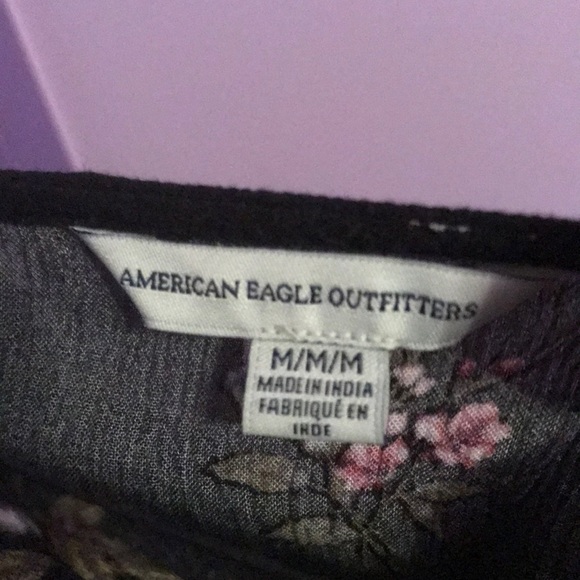 AMERICAN EAGLE OUTFITTERS
M/M/M
MADE IN INDIA
FABRIQUÉ EN
INDE